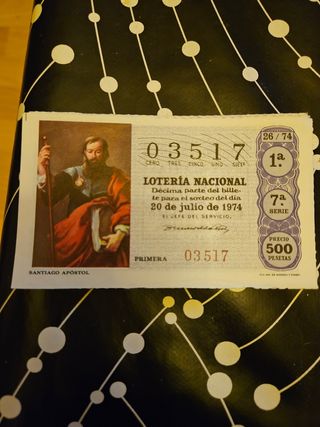 03517
CERO TRES CINCO UNO SIETE
LOTERÍA NACIONAL
Décima parte del bille-
te para el sorteo del día
20 de julio de 1974
EL JEFE DEL SERVICIO,
PRIMERA 03517
SANTIAGO APÓSTOL
26/74
1ª
7ª
SERIE
PRECIO
500
PESETAS